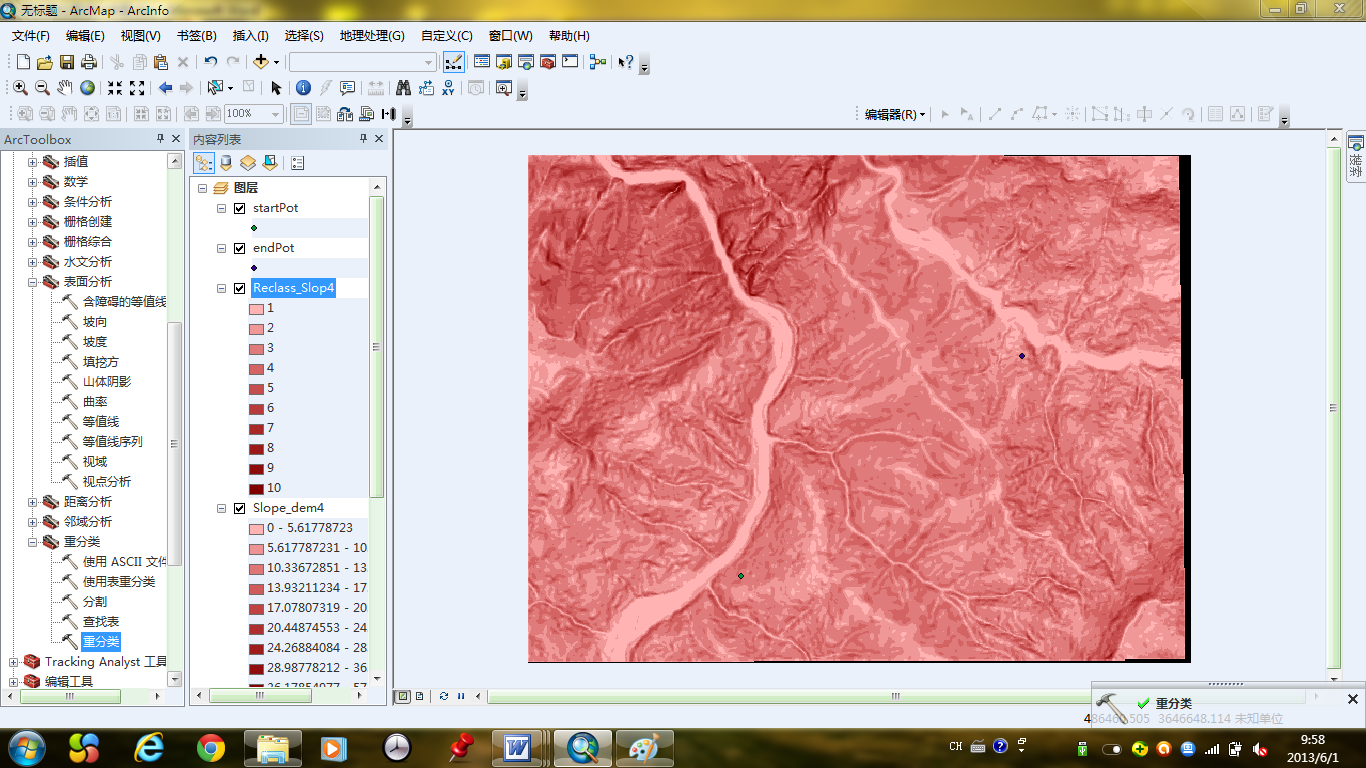 无标题 - ArcMap - ArcInfo
文件(F) 编辑(E) 视图(V) 书签(B) 插入(I) 选择(S) 地理处理(G) 自定义(C) 窗口(W) 帮助(H)
100%
编辑器(R)
ArcToolbox
插值
数学
条件分析
栅格创建
栅格综合
水文分析
表面分析
含障碍的等值线
坡向
坡度
填挖方
山体阴影
曲率
等值线
等值线序列
视域
视点分析
距离分析
邻域分析
重分类
使用 ASCII 文件
使用表重分类
分割
查找表
重分类
Tracking Analyst 工具
编辑工具
内容列表
图层
startPot
endPot
Reclass_Slop4
1
2
3
4
5
6
7
8
9
10
Slope_dem4
0 - 5.61778723
5.617787231 - 10
10.33672851 - 13
13.93211234 - 17.
17.07807319 - 20
20.44874553 - 24
24.26884084 - 28
28.98778212 - 36
重分类
486460.505 3646648.114 未知单位
CH
9:58
2013/6/1